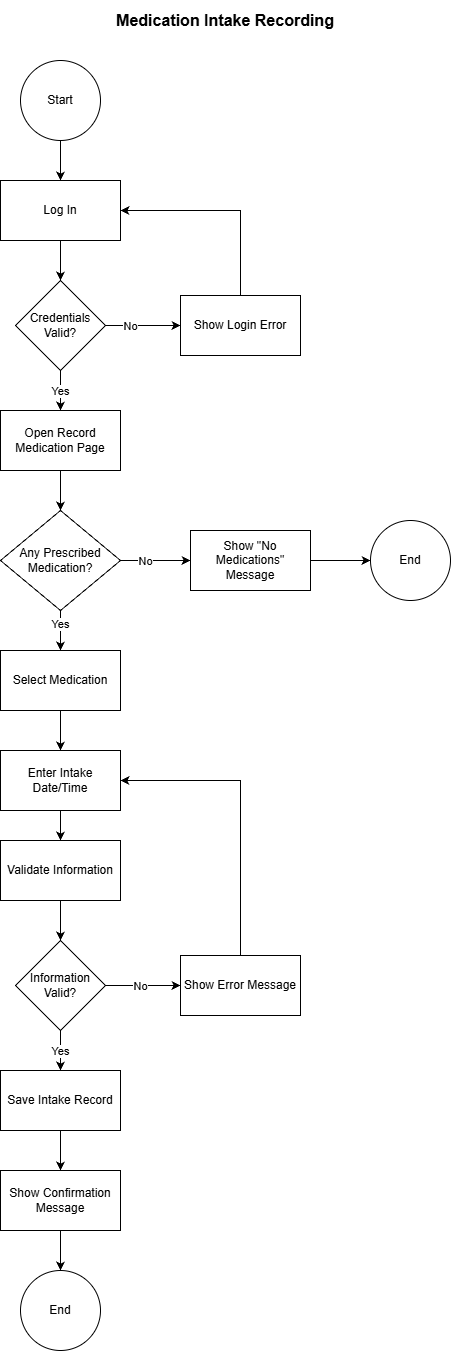 Medication Intake Recording
Start
Log In
Credentials
Valid?
No
Show Login Error
Yes
Open Record
Medication Page
Any Prescribed
Medication?
No
Show "No
Medications"
Message
End
Yes
Select Medication
Enter Intake
Date/Time
Validate Information
Information
Valid?
No
Show Error Message
Yes
Save Intake Record
Show Confirmation
Message
End